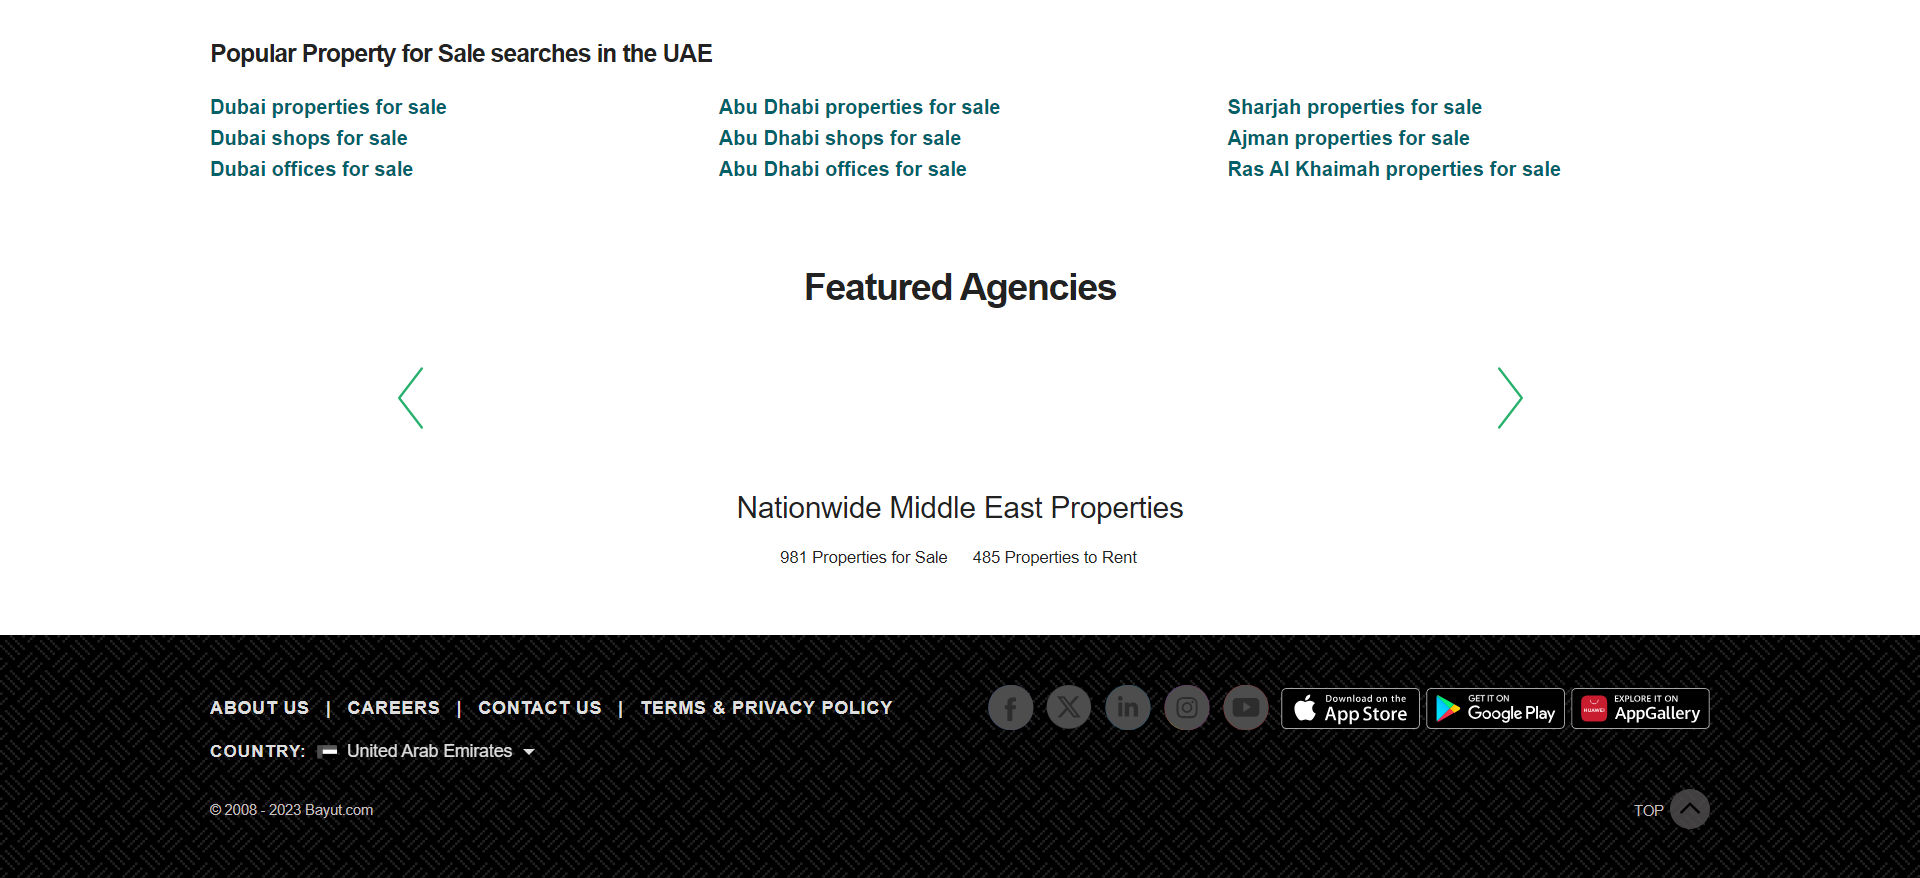 Popular Property for Sale searches in the UAE
Dubai properties for sale
Dubai shops for sale
Dubai offices for sale
Abu Dhabi properties for sale
Abu Dhabi shops for sale
Abu Dhabi offices for sale
Sharjah properties for sale
Ajman properties for sale
Ras Al Khaimah properties for sale
Featured Agencies
Nationwide Middle East Properties
981 Properties for Sale 485 Properties to Rent
ABOUT US | CAREERS | CONTACT US | TERMS & PRIVACY POLICY
Download on the
App Store
GET IT ON
Google Play
HUAWEI
EXPLORE IT ON
AppGallery
COUNTRY: United Arab Emirates
© 2008 - 2023 Bayut.com
TOP